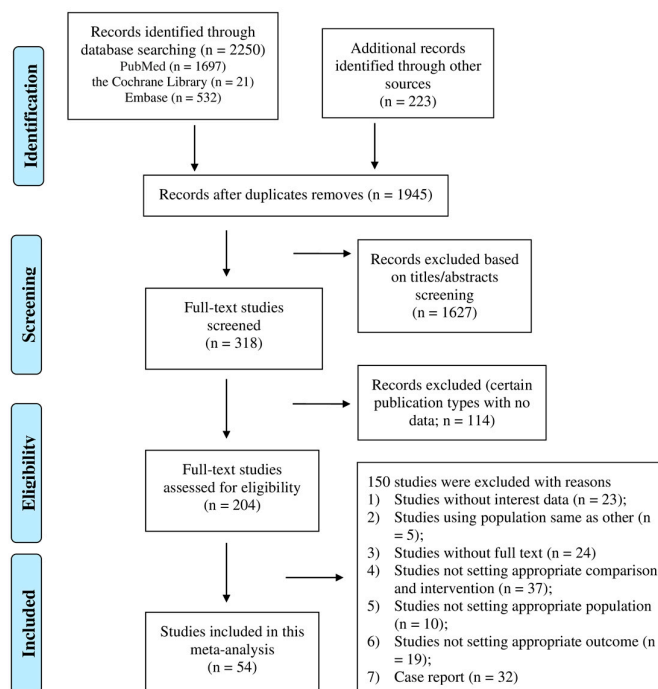 Records identified through
database searching (n = 2250)
PubMed (n = 1697)
the Cochrane Library (n = 21)
Embase (n = 532)
Additional records
identified through other
sources
(n = 223)
Identification
Records after duplicates removes (n = 1945)
Screening
Records excluded based
on titles/abstracts
screening
(n = 1627)
Full-text studies
screened
(n = 318)
Records excluded (certain
publication types with no
data; n = 114)
Eligibility
Full-text studies
assessed for eligibility
(n = 204)
150 studies were excluded with reasons
1) Studies without interest data (n = 23);
2) Studies using population same as other (n
= 5);
3) Studies without full text (n = 24)
4) Studies not setting appropriate comparison
and intervention (n = 37);
5) Studies not setting appropriate population
(n = 10);
6) Studies not setting appropriate outcome (n
= 19);
7) Case report (n = 32)
Included
Studies included in this
meta-analysis
(n = 54)